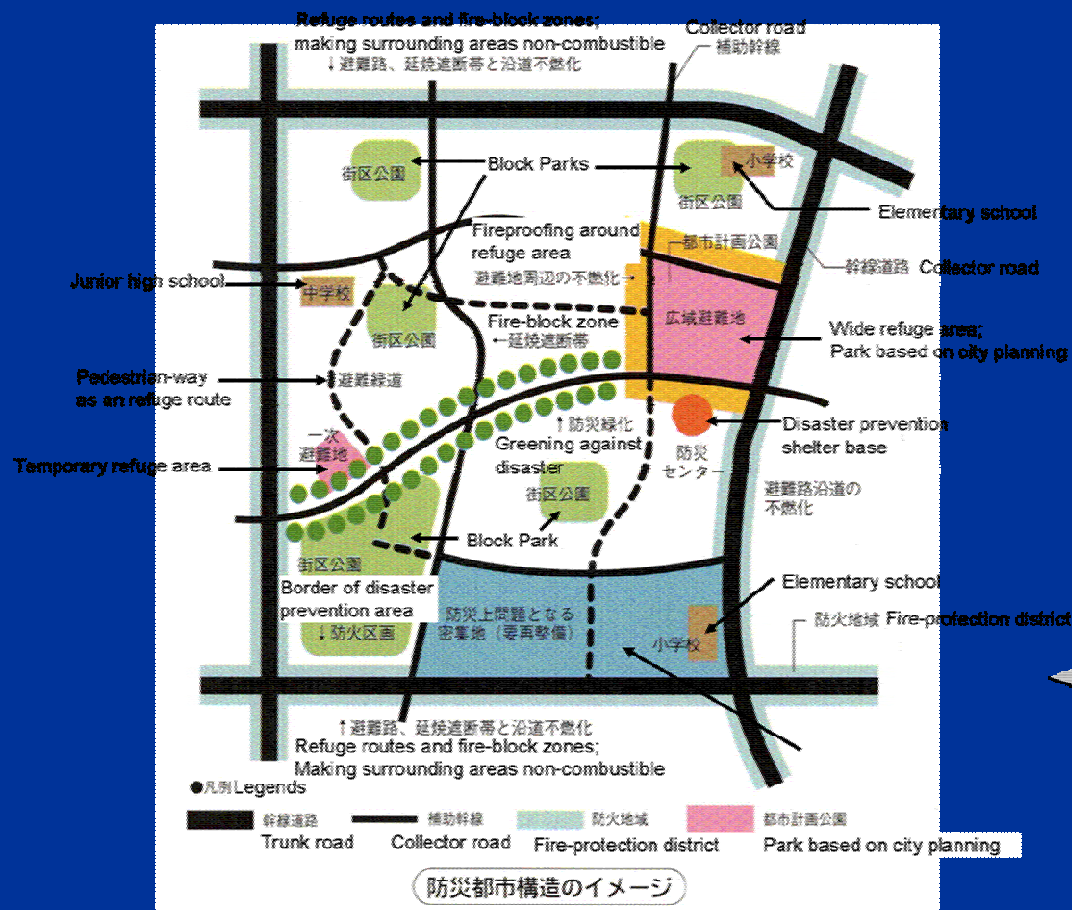 Refuge routes and fire-block zones;
making surrounding areas non-combustible
↓避難路、延焼遮断帯と沿道不燃化
Collector road
補助幹線
街区公園
Block Parks
小学校
街区公園
Elementary school
Fireproofing around
refuge area
避難地周辺の不燃化→
都市計画公園
幹線道路 Collector road
Junior high school
中学校
街区公園
Fire-block zone
←延焼遮断帯
広域避難地
Wide refuge area;
Park based on city planning
Pedestrian-way
as an refuge route
避難緑道
↑防災緑化
Greening against
disaster
Disaster prevention
shelter base
防災
センター
一次
避難地
Temporary refuge area
街区公園
避難路沿道の
不燃化
Block Park
街区公園
Border of disaster
prevention area
↓防火区画
防災上問題となる
密集地（要再整備）
Elementary school
小学校
防火地域 Fire-protection district
↑避難路、延焼遮断帯と沿道不燃化
Refuge routes and fire-block zones;
Making surrounding areas non-combustible
●凡例 Legends
幹線道路 補助幹線 防火地域 都市計画公園
Trunk road Collector road Fire-protection district Park based on city planning
防災都市構造のイメージ